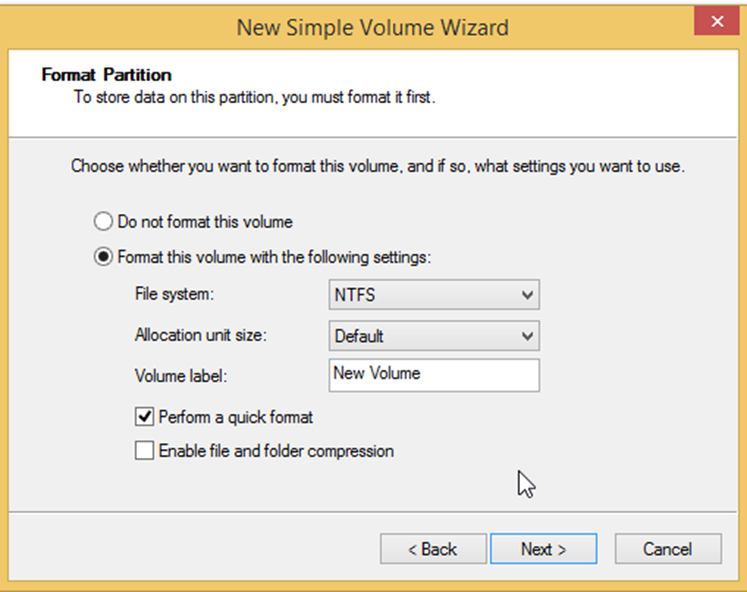 New Simple Volume Wizard
Format Partition
To store data on this partition, you must format it first.
Choose whether you want to format this volume, and if so, what settings you want to use.
Do not format this volume
Format this volume with the following settings:
File system: NTFS
Allocation unit size: Default
Volume label: New Volume
Perform a quick format
Enable file and folder compression
< Back Next > Cancel